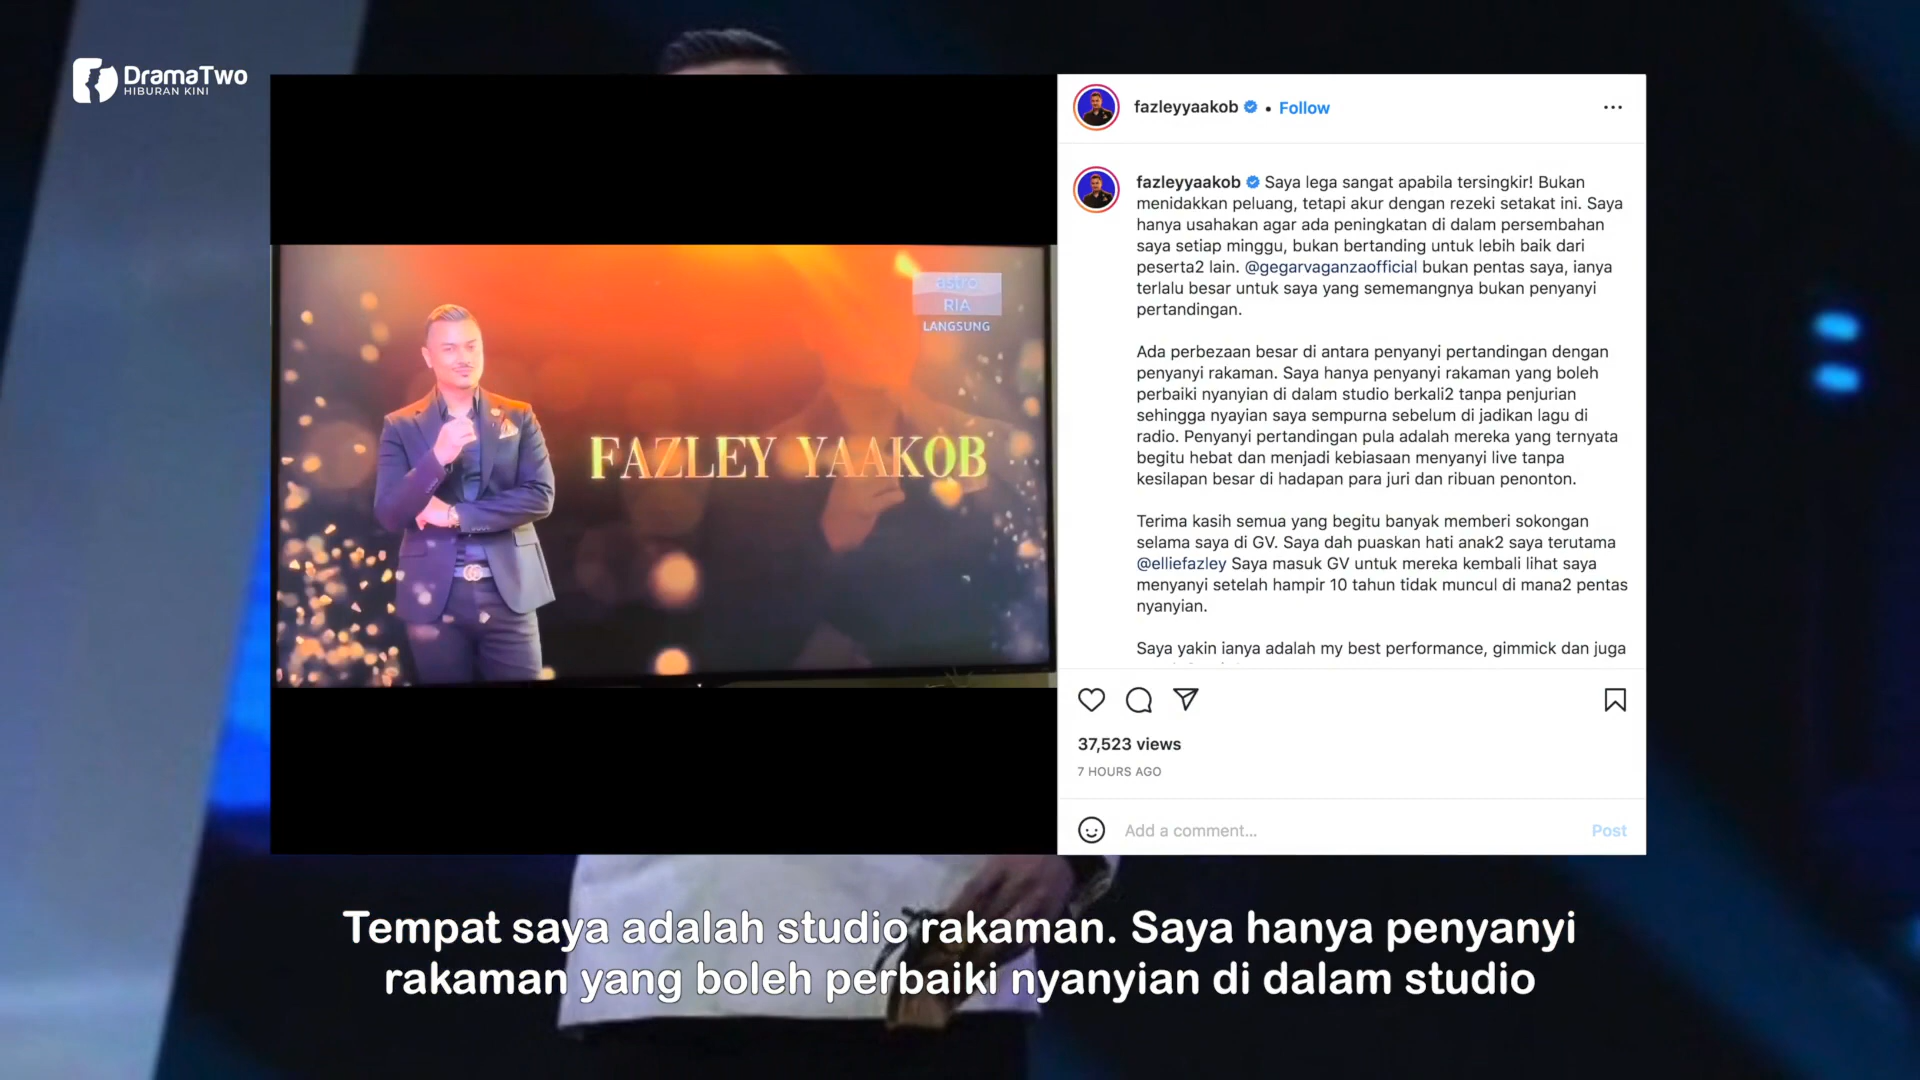 DramaTwo
HIBURAN KINI
fazleyyaakob • Follow
fazleyyaakob Saya lega sangat apabila tersingkir! Bukan
menidakkan peluang, tetapi akur dengan rezeki setakat ini. Saya
hanya usahakan agar ada peningkatan di dalam persembahan
saya setiap minggu, bukan bertanding untuk lebih baik dari
peserta2 lain. @gegarvaganzaofficial bukan pentas saya, ianya
terlalu besar untuk saya yang sememangnya bukan penyanyi
pertandingan.
Ada perbezaan besar di antara penyanyi pertandingan dengan
penyanyi rakaman. Saya hanya penyanyi rakaman yang boleh
perbaiki nyanyian di dalam studio berkali2 tanpa penjurian
sehingga nyayian saya sempurna sebelum di jadikan lagu di
radio. Penyanyi pertandingan pula adalah mereka yang ternyata
begitu hebat dan menjadi kebiasaan menyanyi live tanpa
kesilapan besar di hadapan para juri dan ribuan penonton.
Terima kasih semua yang begitu banyak memberi sokongan
selama saya di GV. Saya dah puaskan hati anak2 saya terutama
@elliefazley Saya masuk GV untuk mereka kembali lihat saya
menyanyi setelah hampir 10 tahun tidak muncul di mana2 pentas
nyanyian.
Saya yakin ianya adalah my best performance, gimmick dan juga
37,523 views
7 HOURS AGO
Add a comment...
Post
astro
RIA
LANGSUNG
FAZLEY YAAKOB
Tempat saya adalah studio rakaman. Saya hanya penyanyi
rakaman yang boleh perbaiki nyanyian di dalam studio